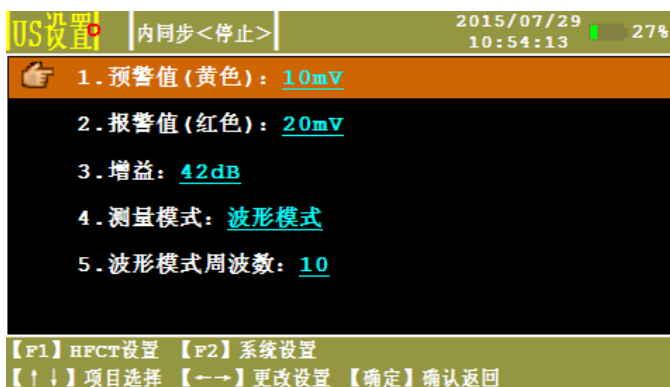 US设置 内同步<停止> 2015/07/29 10:54:13 27%
1.预警值(黄色): 10mV
2.报警值(红色): 20mV
3.增益: 42dB
4.测量模式: 波形模式
5.波形模式周波数: 10
【F1】HFCT设置 【F2】系统设置
【↑↓】项目选择 【←→】更改设置 【确定】确认返回